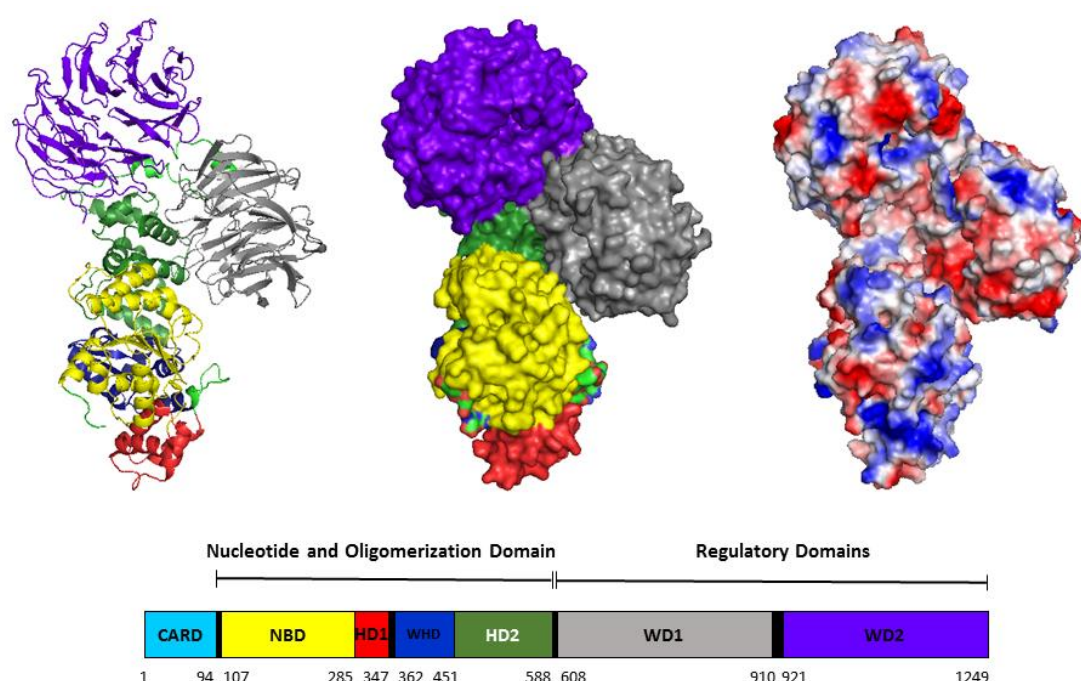 Nucleotide and Oligomerization Domain Regulatory Domains
CARD NBD HD1 WHD HD2 WD1 WD2
1 94 107 285 347 362 451 588 608 910 921 1249